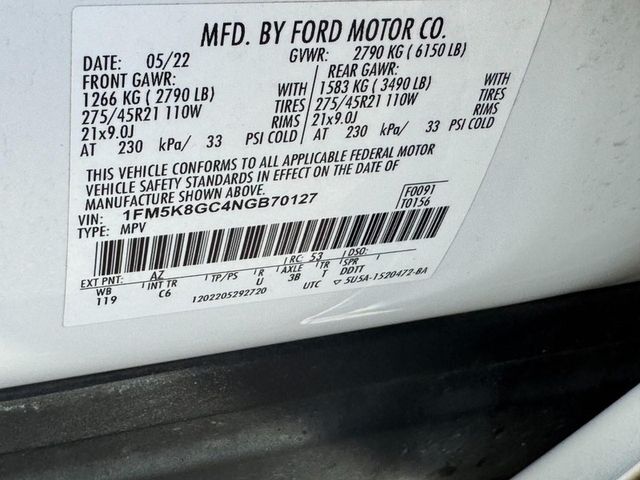 MFD. BY FORD MOTOR CO.
DATE: 05/22 GVWR: 2790 KG ( 6150 LB)
FRONT GAWR: REAR GAWR:
1266 KG ( 2790 LB) WITH 1583 KG ( 3490 LB) WITH
275/45R21 110W TIRES 275/45R21 110W TIRES
21x9.0J RIMS 21x9.0J RIMS
AT 230 kPa/ 33 PSI COLD AT 230 kPa/ 33 PSI COLD
THIS VEHICLE CONFORMS TO ALL APPLICABLE FEDERAL MOTOR
VEHICLE SAFETY STANDARDS IN EFFECT ON THE DATE OF
MANUFACTURE SHOWN ABOVE.
VIN: 1FM5K8GC4NGB70127 F0091
TYPE: MPV T0156
EXT PNT: AZ RC: 53 DSO:
WB INT TR TP/PS R AXLE TR SPR
119 C6 U 3B T DDTT
1202205292720 UTC ▽ 5USA-1520472-BA